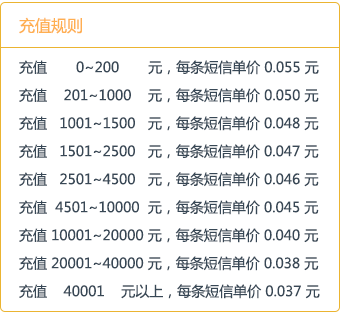 充值规则
充值 0~200 元，每条短信单价 0.055 元
充值 201~1000 元，每条短信单价 0.050 元
充值 1001~1500 元，每条短信单价 0.048 元
充值 1501~2500 元，每条短信单价 0.047 元
充值 2501~4500 元，每条短信单价 0.046 元
充值 4501~10000 元，每条短信单价 0.045 元
充值 10001~20000 元，每条短信单价 0.040 元
充值 20001~40000 元，每条短信单价 0.038 元
充值 40001 元以上，每条短信单价 0.037 元